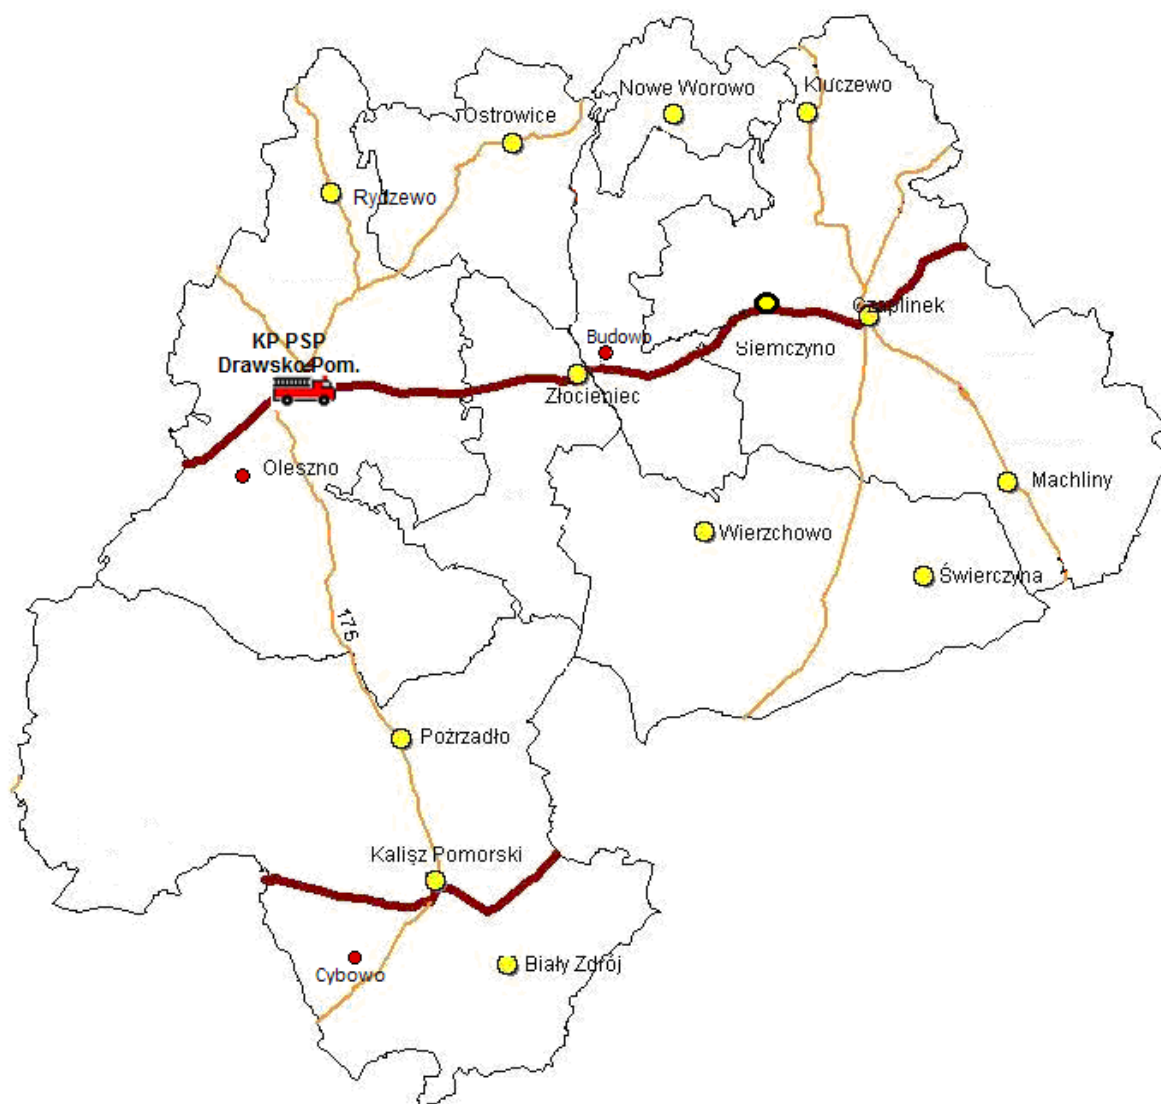 Nowe Worowo
Kluczewo
Ostrowice
Rydzewo
Czaplinek
KP PSP
Drawsko Pom.
Budowo
Siemczyno
Złocieniec
Oleszno
Machliny
Wierzchowo
Świerczyna
175
Pożrzadło
Kalisz Pomorski
Cybowo
Biały Zdrój